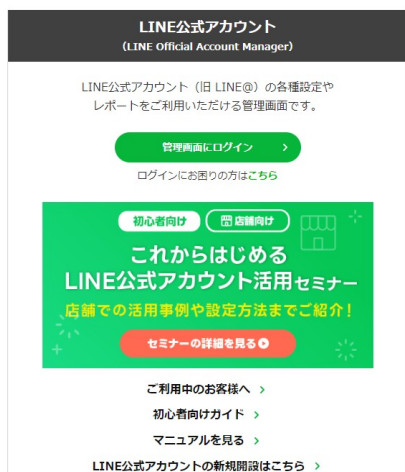 LINE公式アカウント
(LINE Official Account Manager)
LINE公式アカウント（旧 LINE@）の各種設定や
レポートをご利用いただける管理画面です。
管理画面にログイン
ログインにお困りの方はこちら
初心者向け 店舗向け
これからはじめる
LINE公式アカウント活用セミナー
店舗での活用事例や設定方法までご紹介！
セミナーの詳細を見る
ご利用中のお客様へ
初心者向けガイド
マニュアルを見る
LINE公式アカウントの新規開設はこちら